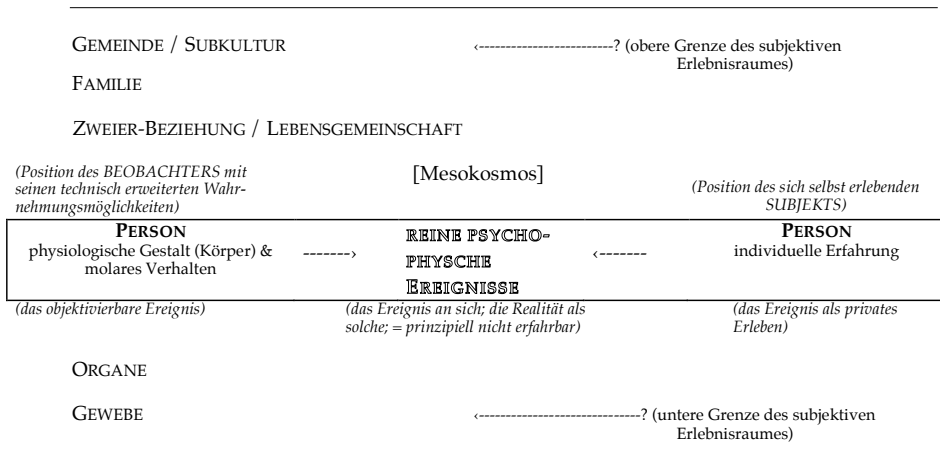 GEMEINDE / SUBKULTUR ‹-------------------------? (obere Grenze des subjektiven
Erlebnisraumes)
FAMILIE
ZWEIER-BEZIEHUNG / LEBENSGEMEINSCHAFT
(Position des BEOBACHTERS mit
seinen technisch erweiterten Wahr-
nehmungsmöglichkeiten)
[Mesokosmos]
(Position des sich selbst erlebenden
SUBJEKTS)
PERSON
physiologische Gestalt (Körper) &
molares Verhalten
-------›
REINE PSYCHO-
PHYSCHE
EREIGNISSE
‹-------
PERSON
individuelle Erfahrung
(das objektivierbare Ereignis)
(das Ereignis an sich; die Realität als
solche; = prinzipiell nicht erfahrbar)
(das Ereignis als privates
Erleben)
ORGANE
GEWEBE ‹------------------------------? (untere Grenze des subjektiven
Erlebnisraumes)